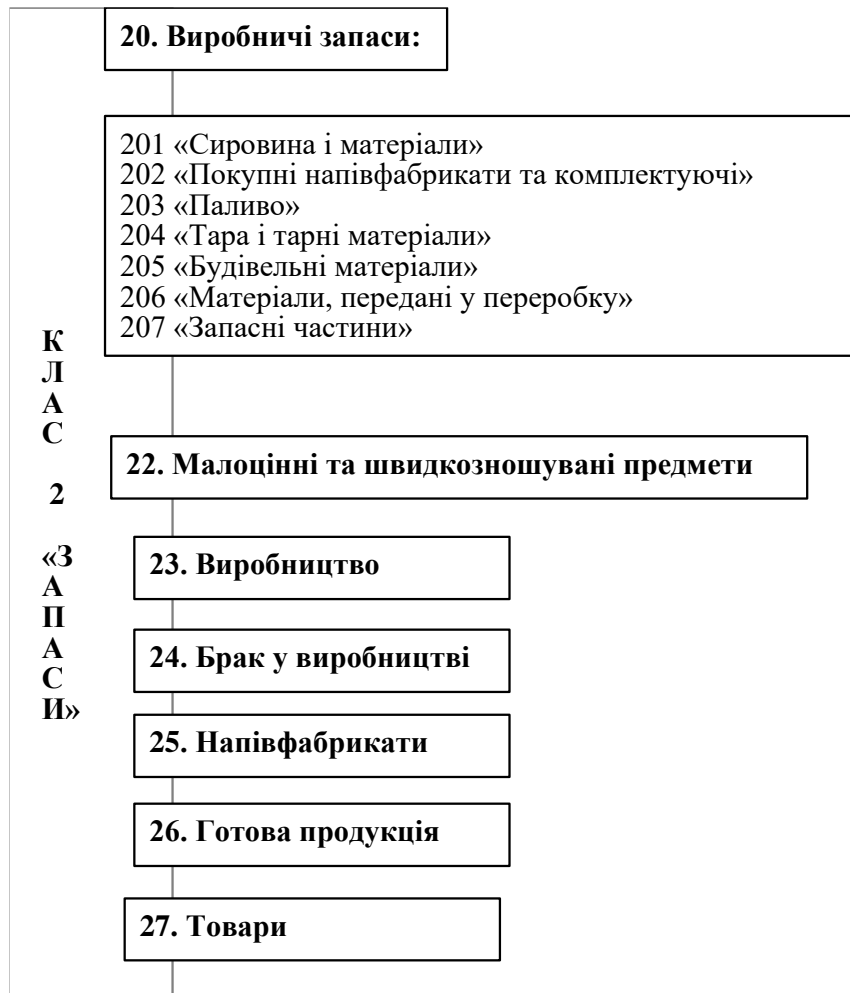 20. Виробничі запаси:
201 «Сировина і матеріали»
202 «Покупні напівфабрикати та комплектуючі»
203 «Паливо»
204 «Тара і тарні матеріали»
205 «Будівельні матеріали»
206 «Матеріали, передані у переробку»
207 «Запасні частини»
К
Л
А
С
2
«З
А
П
А
С
И»
22. Малоцінні та швидкозношувані предмети
23. Виробництво
24. Брак у виробництві
25. Напівфабрикати
26. Готова продукція
27. Товари